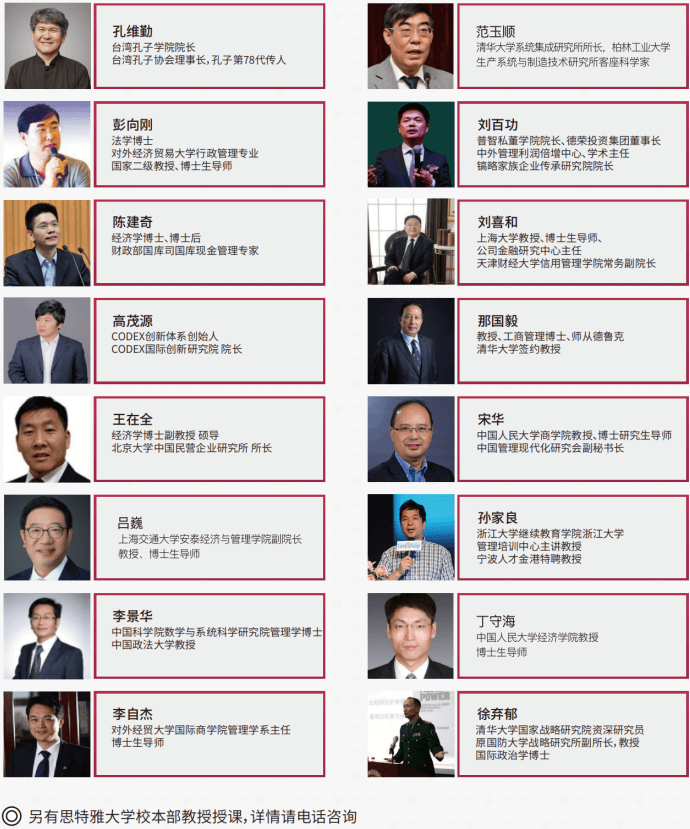 孔维勤
台湾孔子学院院长
台湾孔子协会理事长，孔子第78代传人
范玉顺
清华大学系统集成研究所所长，柏林工业大学
生产系统与制造技术研究所客座科学家
彭向刚
法学博士
对外经济贸易大学行政管理专业
国家二级教授、博士生导师
刘百功
普智私董学院院长、德荣投资集团董事长
中外管理利润倍增中心、学术主任
镐略家族企业传承研究院院长
陈建奇
经济学博士、博士后
财政部国库司国库现金管理专家
刘喜和
上海大学教授、博士生导师、
公司金融研究中心主任
天津财经大学信用管理学院常务副院长
高茂源
CODEX创新体系创始人
CODEX国际创新研究院 院长
那国毅
教授、工商管理博士、师从德鲁克
清华大学签约教授
王在全
经济学博士副教授 硕导
北京大学中国民营企业研究所 所长
宋华
中国人民大学商学院教授、博士研究生导师
中国管理现代化研究会副秘书长
吕巍
上海交通大学安泰经济与管理学院副院长
教授、博士生导师
孙家良
浙江大学继续教育学院浙江大学
管理培训中心主讲教授
宁波人才金港特聘教授
李景华
中国科学院数学与系统科学研究院管理学博士
中国政法大学教授
丁守海
中国人民大学经济学院教授
博士生导师
李自杰
对外经贸大学国际商学院管理学系主任
博士生导师
POWER
徐弃郁
清华大学国家战略研究院资深研究员
原国防大学战略研究所副所长，教授
国际政治学博士
另有思特雅大学校本部教授授课，详情请电话咨询